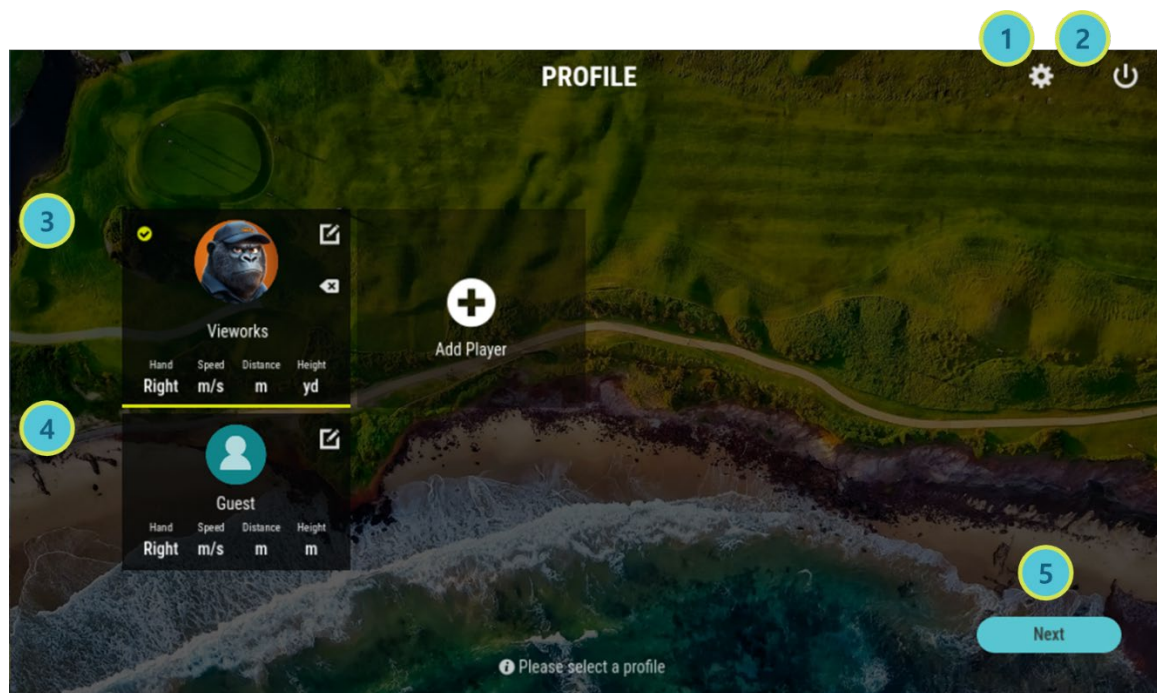 1
2
PROFILE
3
Vieworks
Hand Speed Distance Height
Right m/s m yd
Add Player
4
Guest
Hand Speed Distance Height
Right m/s m m
5
Next
Please select a profile